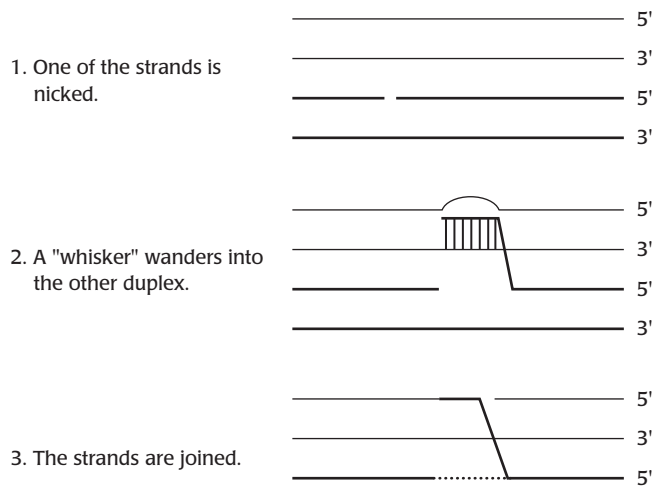 5'
1. One of the strands is
nicked.
3'
5'
3'
5'
2. A "whisker" wanders into
the other duplex.
3'
5'
3'
5'
3'
3. The strands are joined.
5'